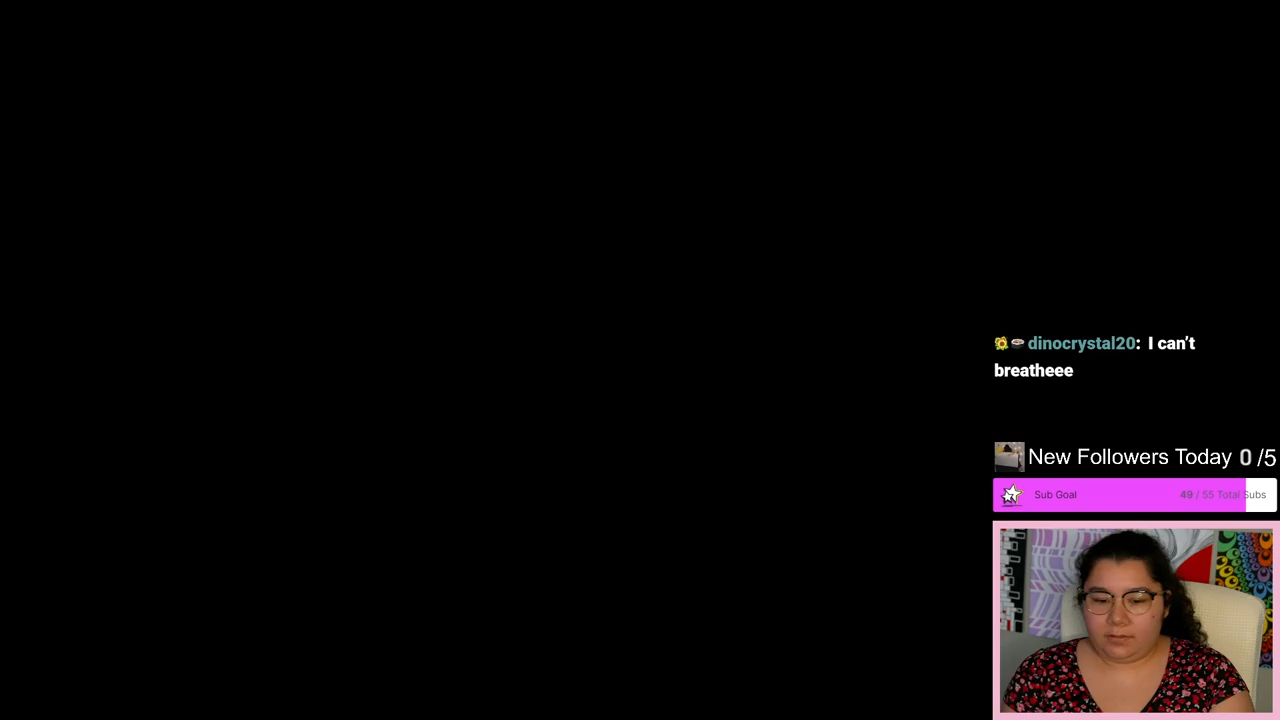 dinocrystal20: I can't
breatheee
New Followers Today 0 /5
Sub Goal 49 / 55 Total Subs